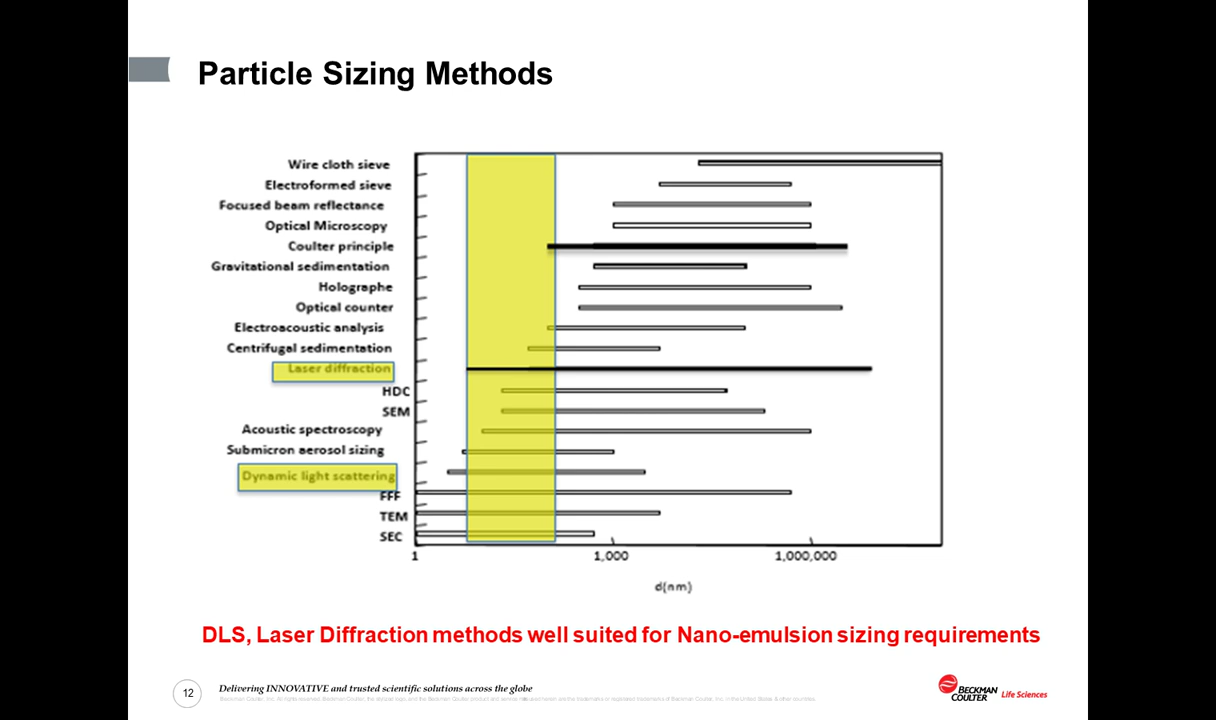 Particle Sizing Methods
Wire cloth sieve
Electroformed sieve
Focused beam reflectance
Optical Microscopy
Coulter principle
Gravitational sedimentation
Holographe
Optical counter
Electroacoustic analysis
Centrifugal sedimentation
Laser diffraction
HDC
SEM
Acoustic spectroscopy
Submicron aerosol sizing
Dynamic light scattering
FFF
TEM
SEC
1 1,000 1,000,000
d(nm)
DLS, Laser Diffraction methods well suited for Nano-emulsion sizing requirements
12
Delivering INNOVATIVE and trusted scientific solutions across the globe
BECKMAN
COULTER
Life Sciences